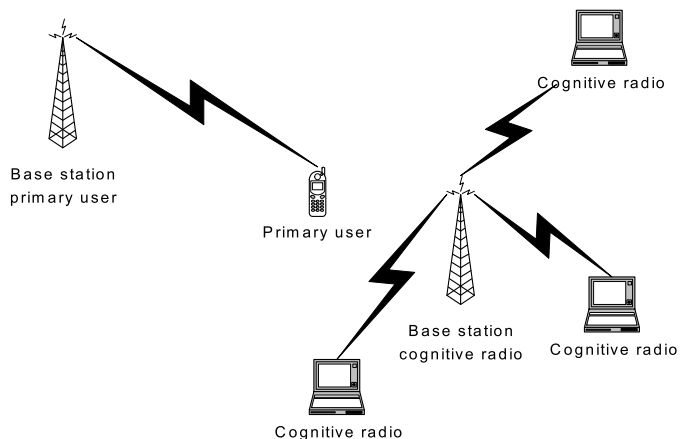 Cognitive radio
Base station
primary user
Primary user
Base station
cognitive radio
Cognitive radio
Cognitive radio